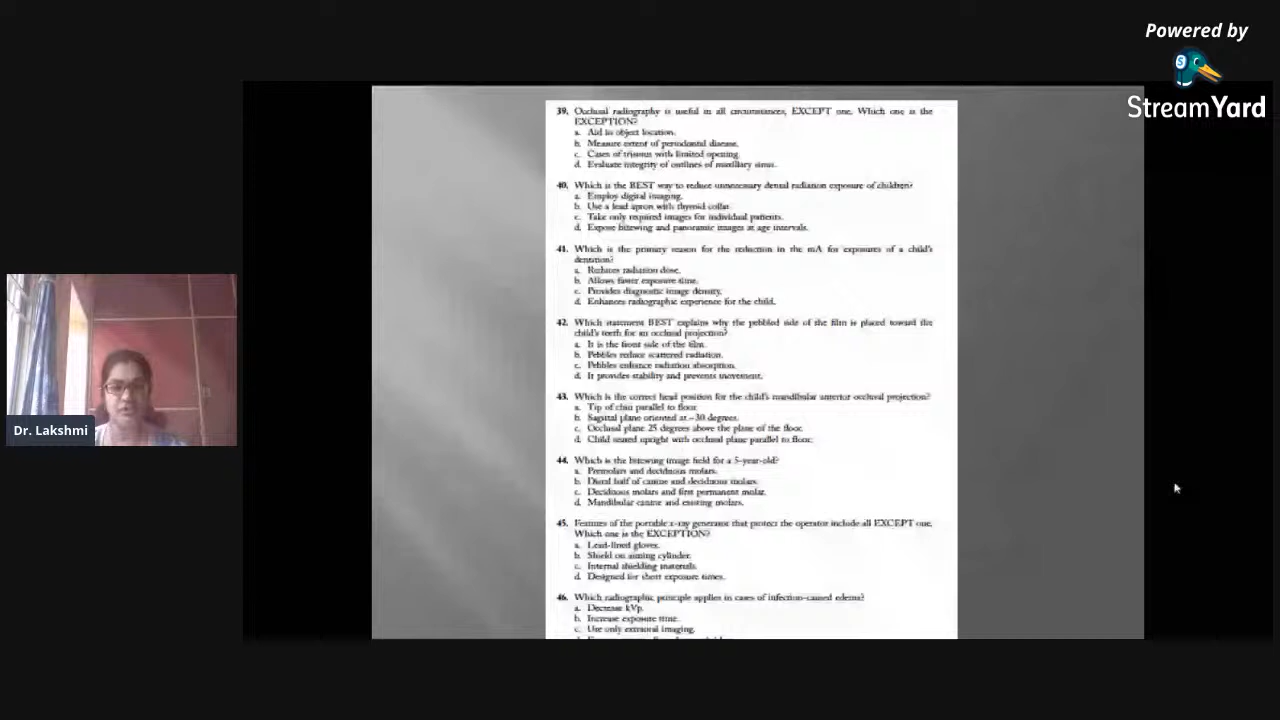 Powered by
StreamYard
39. Occlusal radiography is useful in all circumstances, EXCEPT one. Which one is the
EXCEPTION?
a. Aid in object location.
b. Measure extent of periodontal disease.
c. Cases of trismus with limited opening.
d. Evaluate integrity of outlines of maxillary sinus.
40. Which is the BEST way to reduce unnecessary dental radiation exposure of children?
a. Employ digital imaging.
b. Use a lead apron with thyroid collar.
c. Take only required images for individual patients.
d. Expose bitewing and panoramic images at age intervals.
41. Which is the primary reason for the reduction in the mA for exposures of a child's
dentition?
a. Reduces radiation dose.
b. Allows faster exposure time.
c. Provides diagnostic image density.
d. Enhances radiographic experience for the child.
42. Which statement BEST explains why the pebbled side of the film is placed toward the
child's teeth for an occlusal projection?
a. It is the front side of the film.
b. Pebbles reduce scattered radiation.
c. Pebbles enhance radiation absorption.
d. It provides stability and prevents movement.
43. Which is the correct head position for the child's mandibular anterior occlusal projection?
a. Tip of chin parallel to floor.
b. Sagittal plane oriented at −30 degrees.
c. Occlusal plane 25 degrees above the plane of the floor.
d. Child seated upright with occlusal plane parallel to floor.
44. Which is the bitewing image field for a 5-year-old?
a. Premolars and deciduous molars.
b. Distal half of canine and deciduous molars.
c. Deciduous molars and first permanent molar.
d. Mandibular canine and existing molars.
45. Features of the portable x-ray generator that protect the operator include all EXCEPT one.
Which one is the EXCEPTION?
a. Lead-lined gloves.
b. Shield on aiming cylinder.
c. Internal shielding materials.
d. Designed for short exposure times.
46. Which radiographic principle applies in cases of infection-caused edema?
a. Decrease kVp.
b. Increase exposure time.
c. Use only extraoral imaging.
Dr. Lakshmi